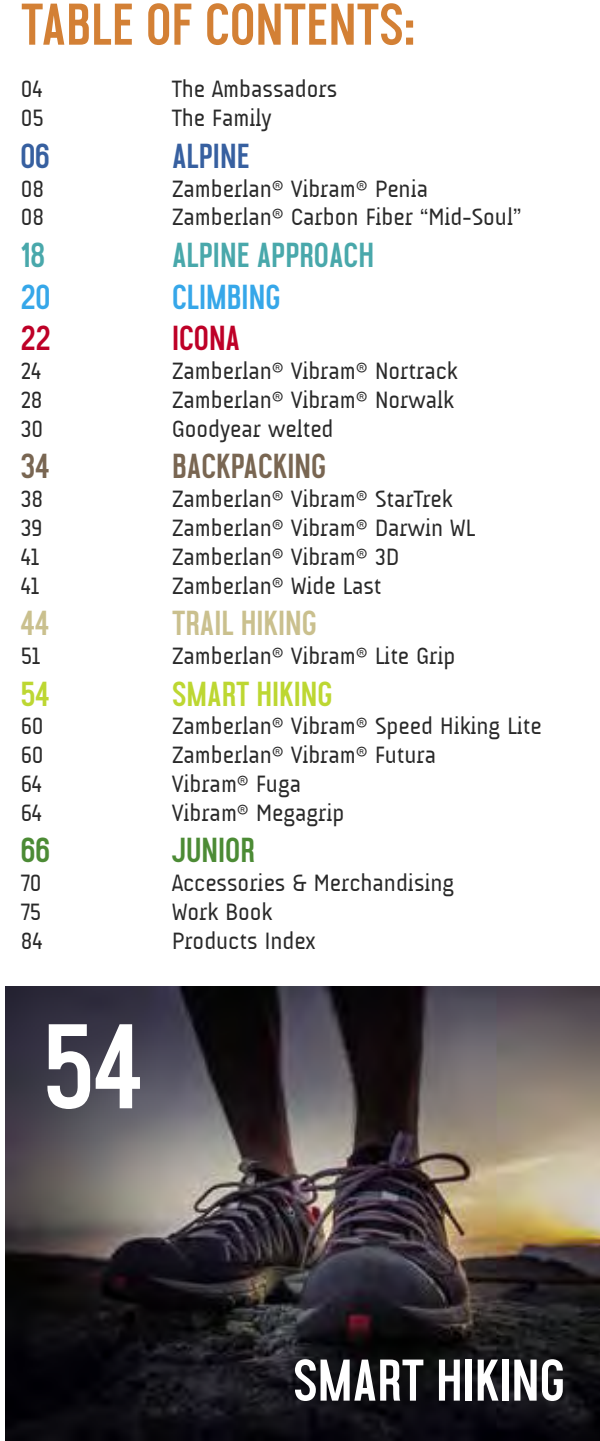 TABLE OF CONTENTS:
04 The Ambassadors
05 The Family
06 ALPINE
08 Zamberlan® Vibram® Penia
08 Zamberlan® Carbon Fiber “Mid-Soul”
18 ALPINE APPROACH
20 CLIMBING
22 ICONA
24 Zamberlan® Vibram® Nortrack
28 Zamberlan® Vibram® Norwalk
30 Goodyear welted
34 BACKPACKING
38 Zamberlan® Vibram® StarTrek
39 Zamberlan® Vibram® Darwin WL
41 Zamberlan® Vibram® 3D
41 Zamberlan® Wide Last
44 TRAIL HIKING
51 Zamberlan® Vibram® Lite Grip
54 SMART HIKING
60 Zamberlan® Vibram® Speed Hiking Lite
60 Zamberlan® Vibram® Futura
64 Vibram® Fuga
64 Vibram® Megagrip
66 JUNIOR
70 Accessories & Merchandising
75 Work Book
84 Products Index
54
SMART HIKING